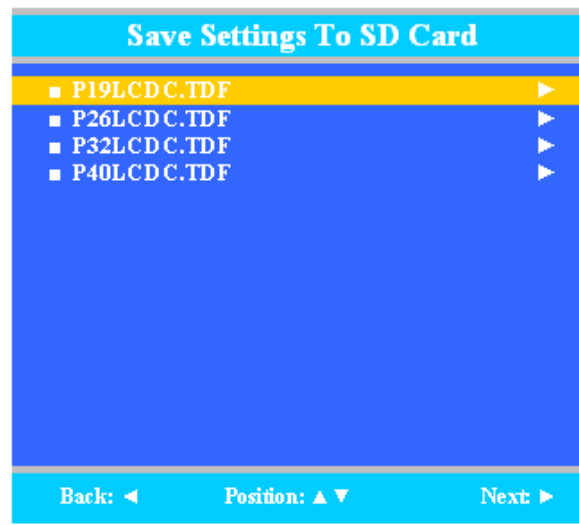 Save Settings To SD Card
P19LCDC.TDF
P26LCDC.TDF
P32LCDC.TDF
P40LCDC.TDF
Back: ◄ Position: ▲▼ Next: ►